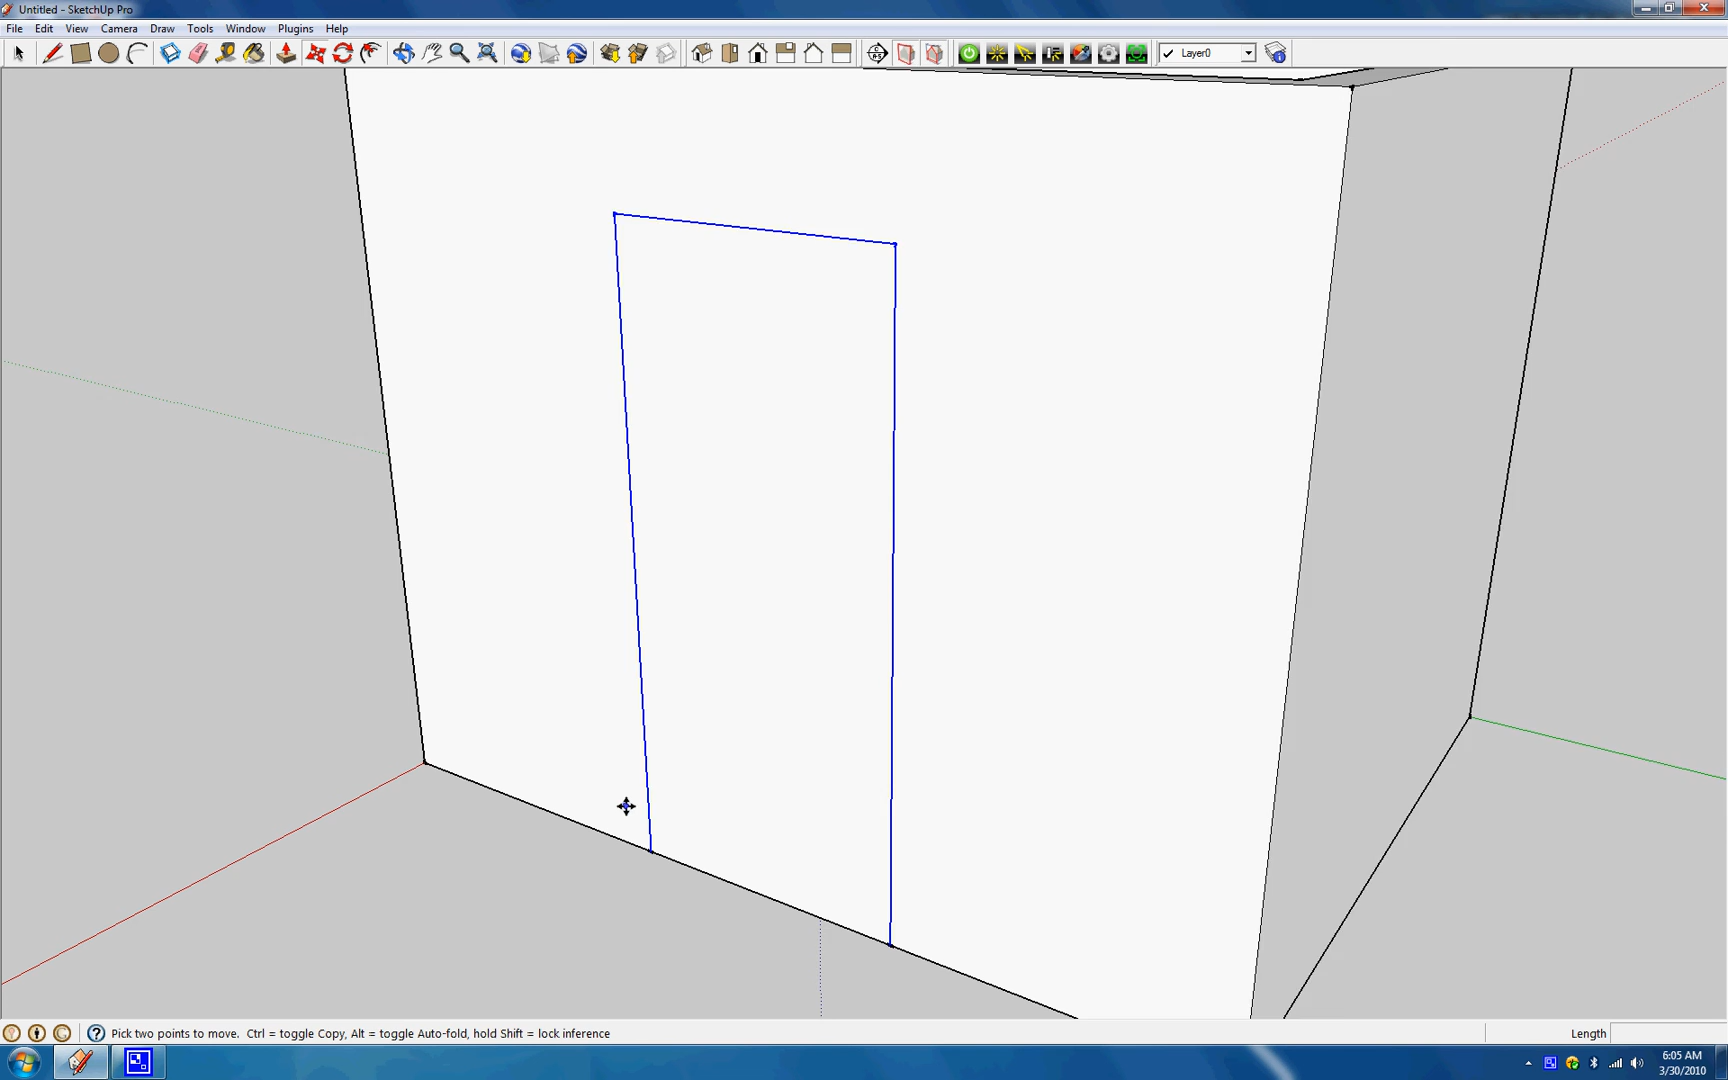 Untitled - SketchUp Pro
File Edit View Camera Draw Tools Window Plugins Help
Layer0
Pick two points to move. Ctrl = toggle Copy, Alt = toggle Auto-fold, hold Shift = lock inference
Length
6:05 AM
3/30/2010